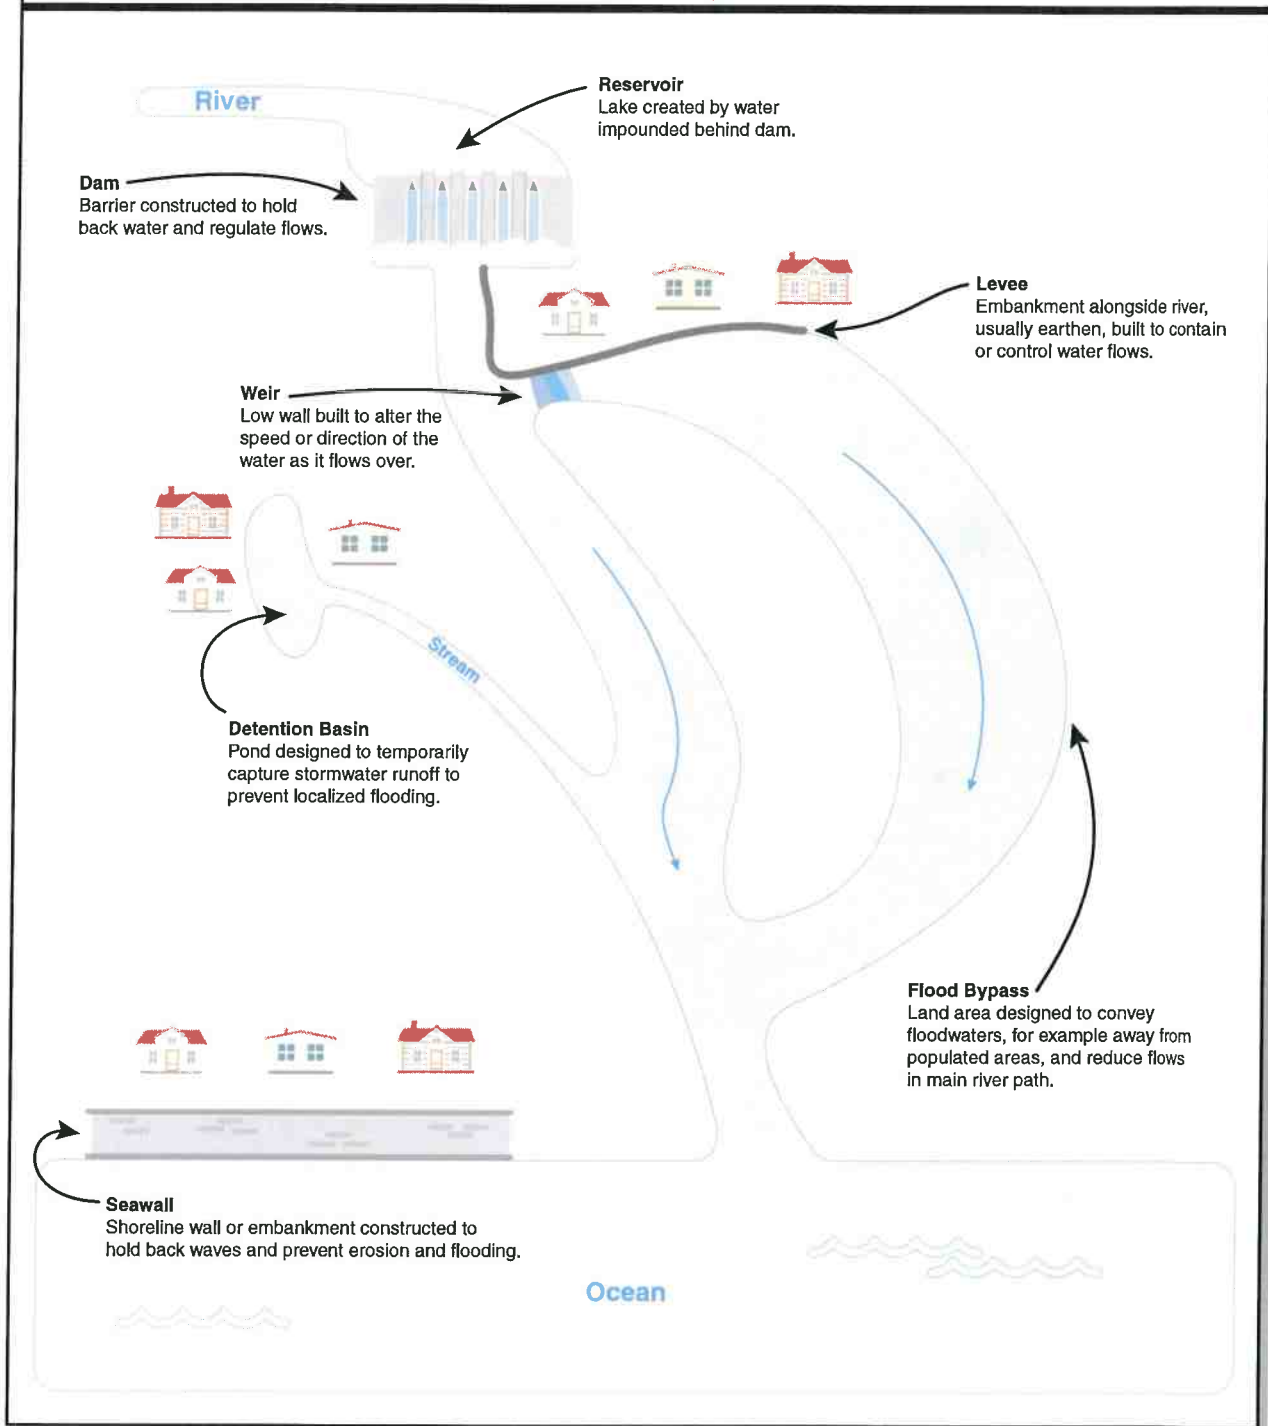 River
Reservoir
Lake created by water
impounded behind dam.
Dam
Barrier constructed to hold
back water and regulate flows.
Levee
Embankment alongside river,
usually earthen, built to contain
or control water flows.
Weir
Low wall built to alter the
speed or direction of the
water as it flows over.
Stream
Detention Basin
Pond designed to temporarily
capture stormwater runoff to
prevent localized flooding.
Flood Bypass
Land area designed to convey
floodwaters, for example away from
populated areas, and reduce flows
in main river path.
Seawall
Shoreline wall or embankment constructed to
hold back waves and prevent erosion and flooding.
Ocean